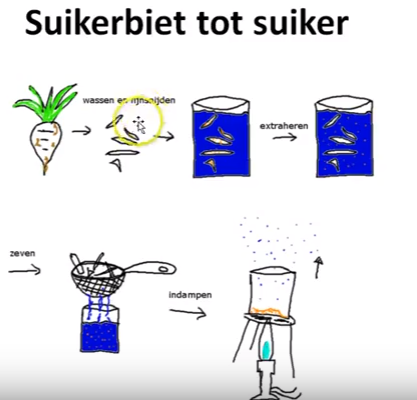 Suikerbiet tot suiker
wassen en fijnsnijden
extraheren
zeven
indampen